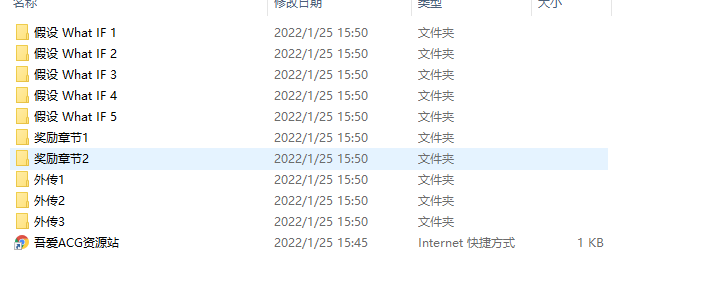 名称 修改日期 类型 大小
假设 What IF 1 2022/1/25 15:50 文件夹
假设 What IF 2 2022/1/25 15:50 文件夹
假设 What IF 3 2022/1/25 15:50 文件夹
假设 What IF 4 2022/1/25 15:50 文件夹
假设 What IF 5 2022/1/25 15:50 文件夹
奖励章节1 2022/1/25 15:50 文件夹
奖励章节2 2022/1/25 15:50 文件夹
外传1 2022/1/25 15:50 文件夹
外传2 2022/1/25 15:50 文件夹
外传3 2022/1/25 15:50 文件夹
吾爱ACG资源站 2022/1/25 15:45 Internet 快捷方式 1 KB